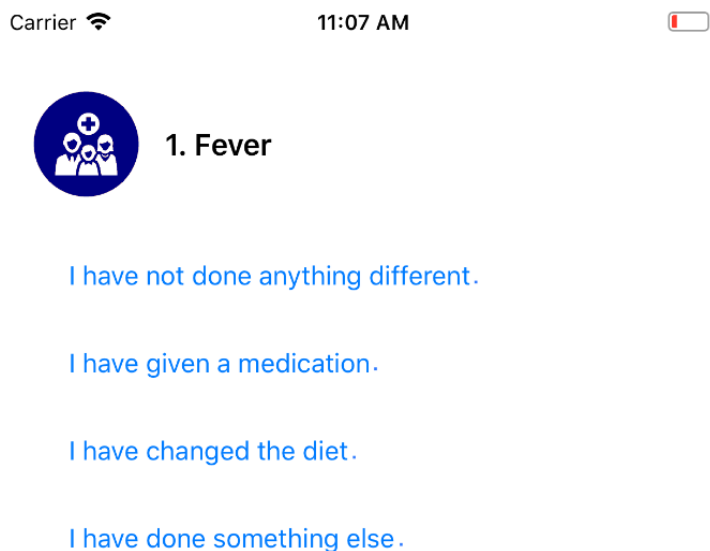 Carrier
11:07 AM
1. Fever
I have not done anything different.
I have given a medication.
I have changed the diet.
I have done something else.